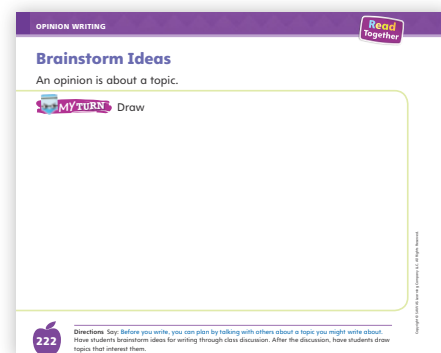 OPINION WRITING
Read
Together
Brainstorm Ideas
An opinion is about a topic.
MY TURN Draw
222
Directions Say: Before you write, you can plan by talking with others about a topic you might write about.
Have students brainstorm ideas for writing through class discussion. After the discussion, have students draw
topics that interest them.